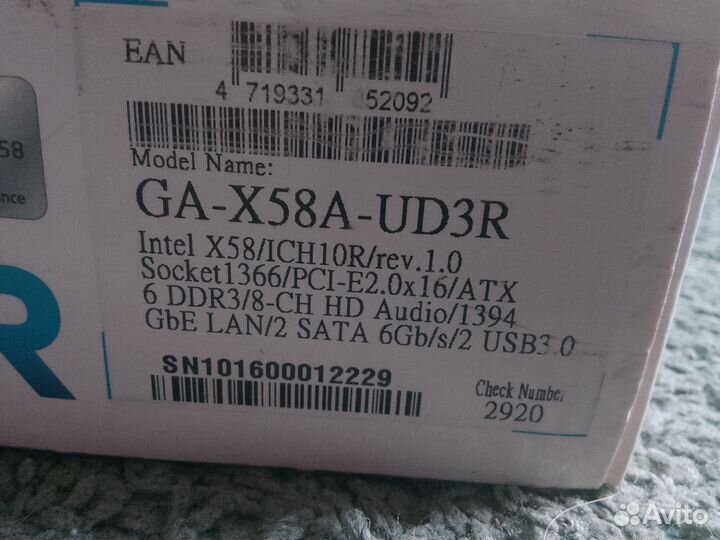 EAN
4 719331 852092
58
nce
Model Name:
GA-X58A-UD3R
Intel X58/ICH10R/rev.1.0
Socket1366/PCI-E2.0x16/ATX
6 DDR3/8-CH HD Audio/1394
GbE LAN/2 SATA 6Gb/s/2 USB3.0
R
SN101600012229
Check Number
2920
Avito